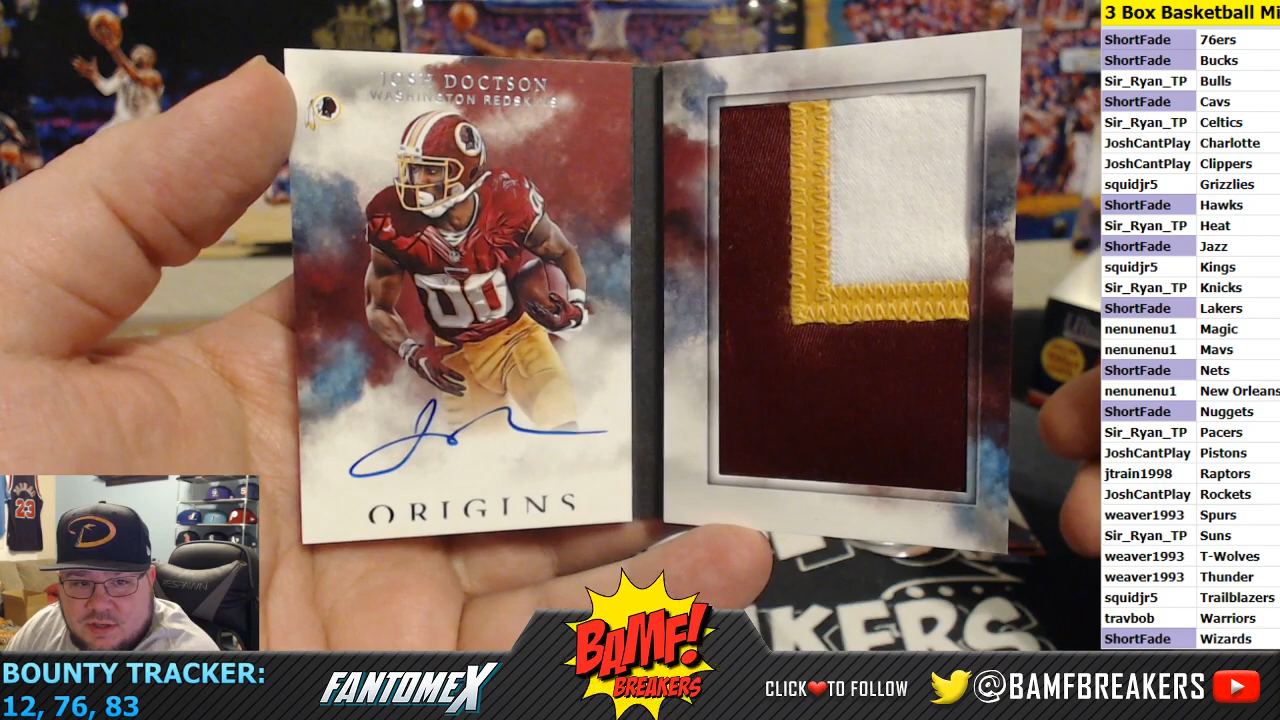 JOSH DOCTSON
WASHINGTON REDSKINS
00
ORIGINS
3 Box Basketball Mi
ShortFade 76ers
ShortFade Bucks
Sir_Ryan_TP Bulls
ShortFade Cavs
Sir_Ryan_TP Celtics
JoshCantPlay Charlotte
JoshCantPlay Clippers
squidjr5 Grizzlies
ShortFade Hawks
Sir_Ryan_TP Heat
ShortFade Jazz
squidjr5 Kings
Sir_Ryan_TP Knicks
ShortFade Lakers
nenunenu1 Magic
nenunenu1 Mavs
ShortFade Nets
nenunenu1 New Orleans
ShortFade Nuggets
Sir_Ryan_TP Pacers
JoshCantPlay Pistons
jtrain1998 Raptors
JoshCantPlay Rockets
weaver1993 Spurs
Sir_Ryan_TP Suns
weaver1993 T-Wolves
weaver1993 Thunder
squidjr5 Trailblazers
travbob Warriors
ShortFade Wizards
23
KERS
BOUNTY TRACKER:
12, 76, 83
FANTOMEX
BAMF!
BREAKERS
CLICK❤TO FOLLOW
@BAMFBREAKERS